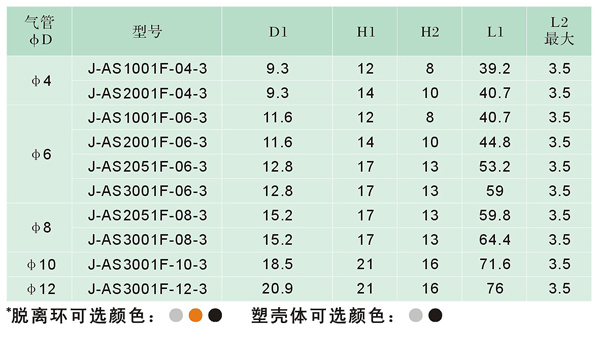 气管 φD 型号 D1 H1 H2 L1 L2 最大
φ4 J-AS1001F-04-3 9.3 12 8 39.2 3.5
J-AS2001F-04-3 9.3 14 10 40.7 3.5
φ6 J-AS1001F-06-3 11.6 12 8 40.7 3.5
J-AS2001F-06-3 11.6 14 10 44.8 3.5
J-AS2051F-06-3 12.8 17 13 53.2 3.5
J-AS3001F-06-3 12.8 17 13 59 3.5
φ8 J-AS2051F-08-3 15.2 17 13 59.8 3.5
J-AS3001F-08-3 15.2 17 13 64.4 3.5
φ10 J-AS3001F-10-3 18.5 21 16 71.6 3.5
φ12 J-AS3001F-12-3 20.9 21 16 76 3.5
*脱离环可选颜色： 塑壳体可选颜色：